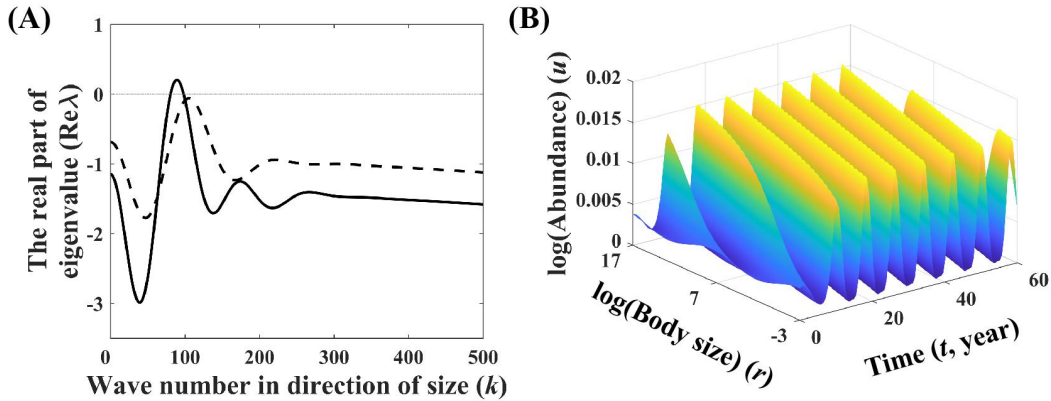 (A)
The real part of
eigenvalue (Reλ)
1
0
-1
-2
-3
0
100
200
300
400
500
Wave number in direction of size (k)
(B)
log(Abundance) (u)
0.02
0.015
0.01
0.005
0
17
7
-3
log(Body size) (r)
0
20
40
60
Time (t, year)